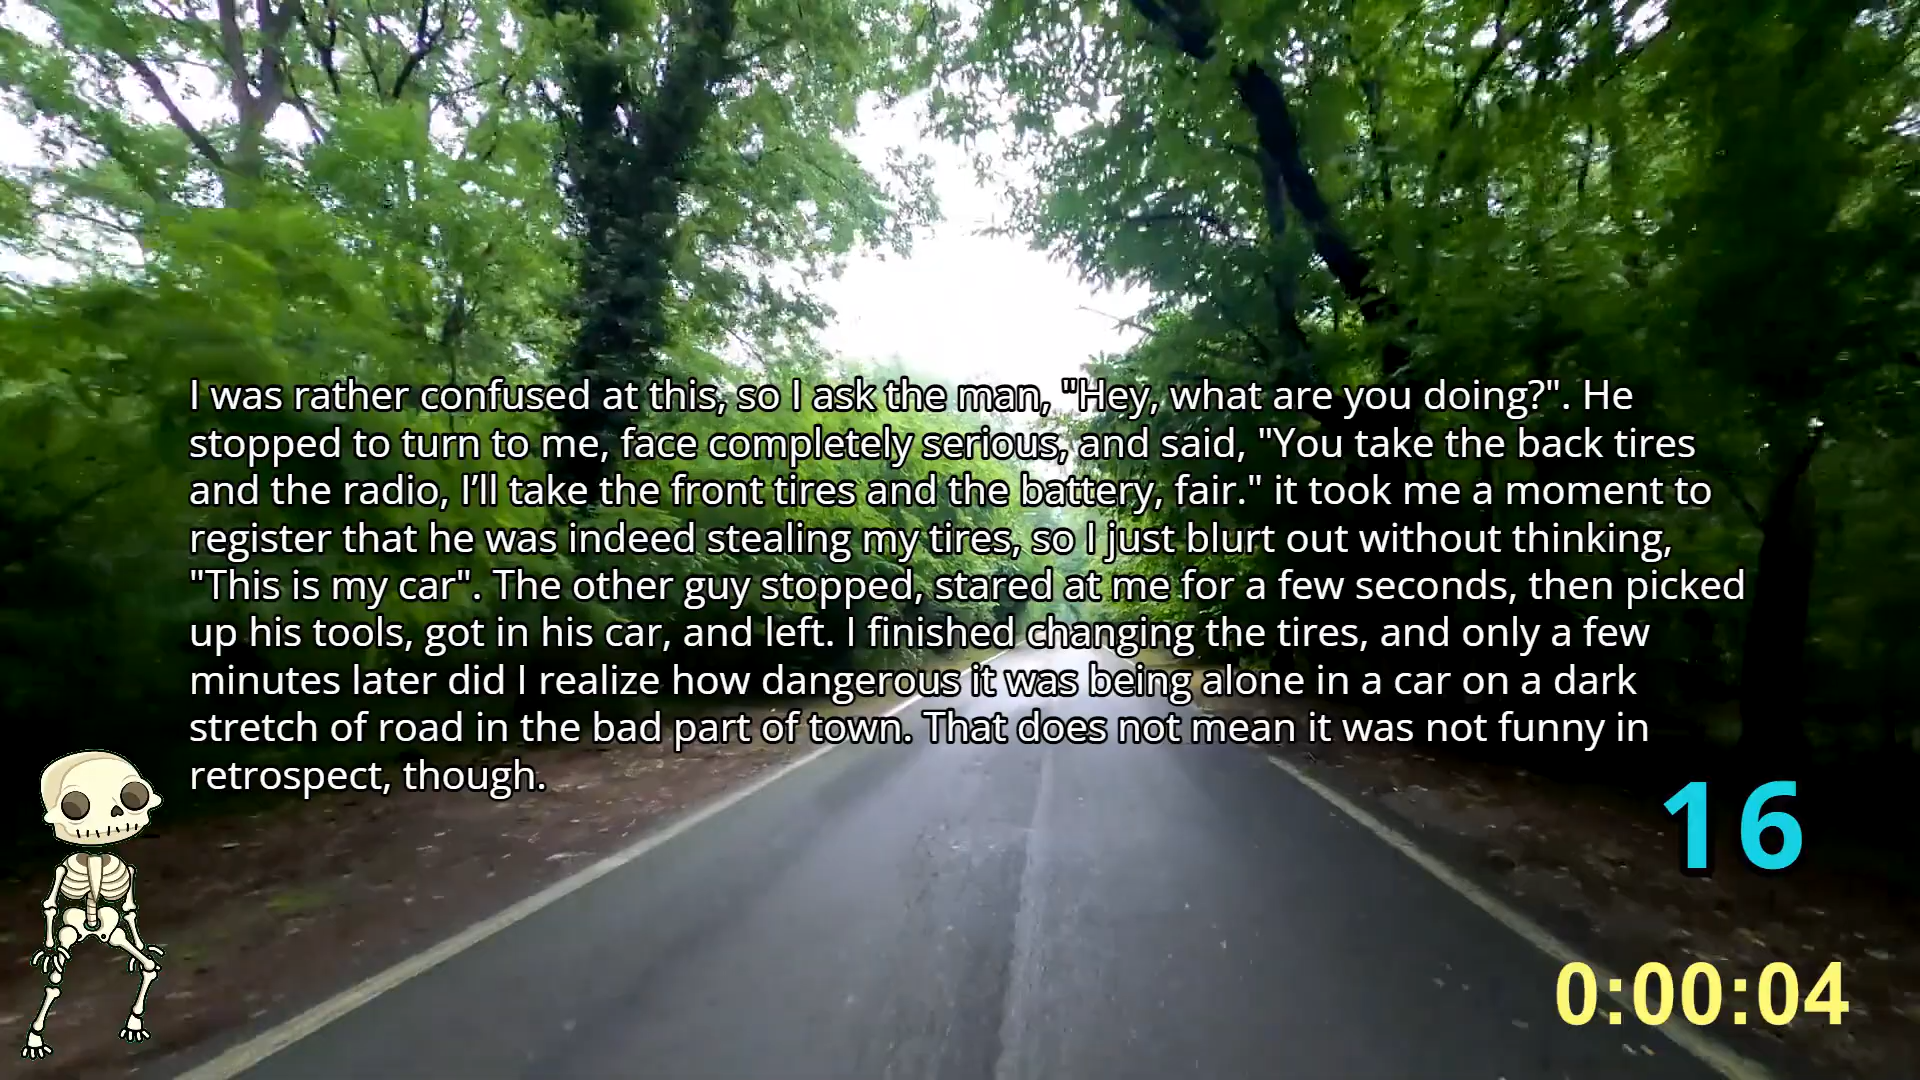 I was rather confused at this, so I ask the man, "Hey, what are you doing?". He
stopped to turn to me, face completely serious, and said, "You take the back tires
and the radio, I’ll take the front tires and the battery, fair." it took me a moment to
register that he was indeed stealing my tires, so I just blurt out without thinking,
"This is my car". The other guy stopped, stared at me for a few seconds, then picked
up his tools, got in his car, and left. I finished changing the tires, and only a few
minutes later did I realize how dangerous it was being alone in a car on a dark
stretch of road in the bad part of town. That does not mean it was not funny in
retrospect, though.
16
0:00:04